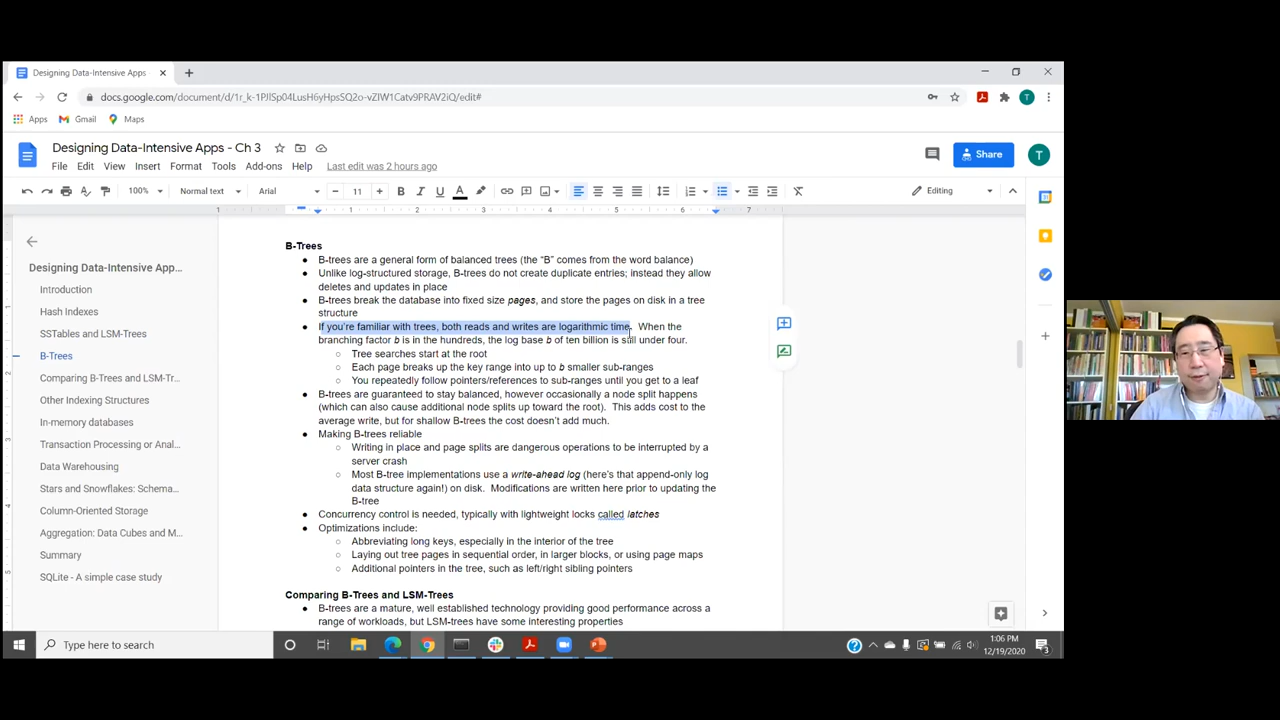 Designing Data-Intensive Apps
docs.google.com/document/d/1r_k-1PJlSp04LusH6yHpsSQ2o-vZIW1Catv9PRAV2iQ/edit#
Apps Gmail Maps
Designing Data-Intensive Apps - Ch 3
File Edit View Insert Format Tools Add-ons Help Last edit was 2 hours ago
Share
T
T
100% Normal text Arial 11 B I U A Editing
1 1 2 3 4 5 6 7
Designing Data-Intensive App...
Introduction
Hash Indexes
SSTables and LSM-Trees
B-Trees
Comparing B-Trees and LSM-Tr...
Other Indexing Structures
In-memory databases
Transaction Processing or Anal...
Data Warehousing
Stars and Snowflakes: Schema...
Column-Oriented Storage
Aggregation: Data Cubes and M...
Summary
SQLite - A simple case study
B-Trees
● B-trees are a general form of balanced trees (the “B” comes from the word balance)
● Unlike log-structured storage, B-trees do not create duplicate entries; instead they allow
deletes and updates in place
● B-trees break the database into fixed size pages, and store the pages on disk in a tree
structure
● If you’re familiar with trees, both reads and writes are logarithmic time. When the
branching factor b is in the hundreds, the log base b of ten billion is still under four.
○ Tree searches start at the root
○ Each page breaks up the key range into up to b smaller sub-ranges
○ You repeatedly follow pointers/references to sub-ranges until you get to a leaf
● B-trees are guaranteed to stay balanced, however occasionally a node split happens
(which can also cause additional node splits up toward the root). This adds cost to the
average write, but for shallow B-trees the cost doesn’t add much.
● Making B-trees reliable
○ Writing in place and page splits are dangerous operations to be interrupted by a
server crash
○ Most B-tree implementations use a write-ahead log (here’s that append-only log
data structure again!) on disk. Modifications are written here prior to updating the
B-tree
● Concurrency control is needed, typically with lightweight locks called latches
● Optimizations include:
○ Abbreviating long keys, especially in the interior of the tree
○ Laying out tree pages in sequential order, in larger blocks, or using page maps
○ Additional pointers in the tree, such as left/right sibling pointers
Comparing B-Trees and LSM-Trees
● B-trees are a mature, well established technology providing good performance across a
range of workloads, but LSM-trees have some interesting properties
Type here to search
1:06 PM
12/19/2020
3